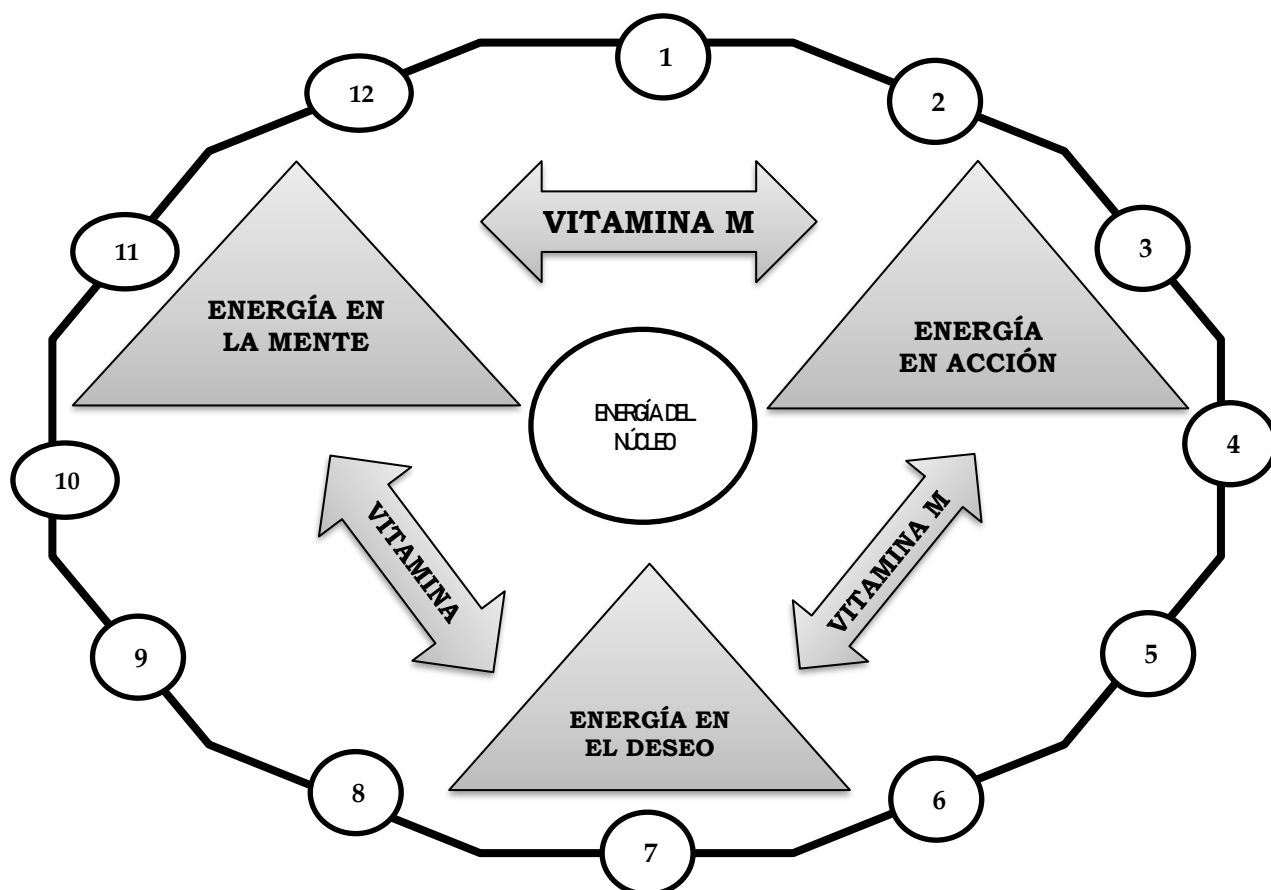 1
12
2
VITAMINA M
11
3
ENERGÍA EN
LA MENTE
ENERGÍA
EN ACCIÓN
ENERGÍA DEL
NÚCLEO
10
4
VITAMINA
VITAMINA M
9
5
ENERGÍA EN
EL DESEO
8
6
7